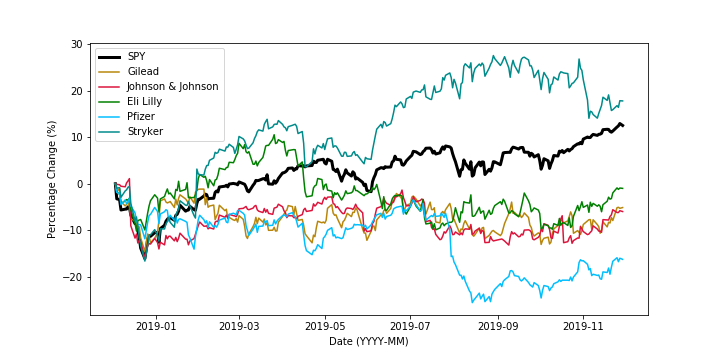 30
20
10
0
−10
−20
Percentage Change (%)
SPY
Gilead
Johnson & Johnson
Eli Lilly
Pfizer
Stryker
2019-01
2019-03
2019-05
2019-07
2019-09
2019-11
Date (YYYY-MM)